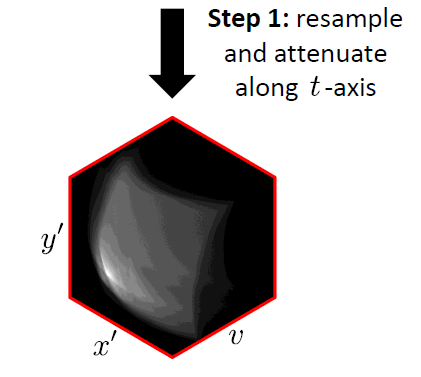 Step 1: resample
and attenuate
along t-axis
y′
x′
v